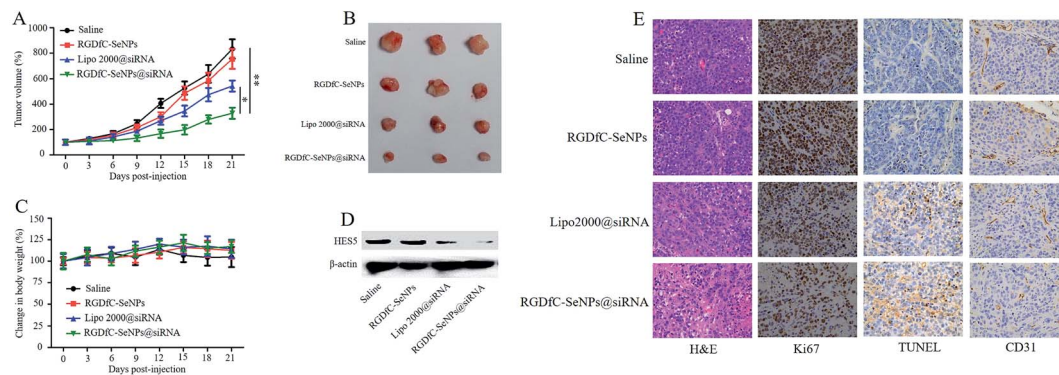 A
Saline
RGDfC-SeNPs
Lipo 2000@siRNA
RGDfC-SeNPs@siRNA
Tumor volume (%)
1000
800
600
400
200
0
**
*
0 3 6 9 12 15 18 21
Days post-injection
B
Saline
RGDfC-SeNPs
Lipo 2000@siRNA
RGDfC-SeNPs@siRNA
C
Change in body weight (%)
150
125
100
75
50
25
0
Saline
RGDfC-SeNPs
Lipo 2000@siRNA
RGDfC-SeNPs@siRNA
0 3 6 9 12 15 18 21
Days post-injection
D
HES5
β-actin
Saline
RGDfC-SeNPs
Lipo 2000@siRNA
RGDfC-SeNPs@siRNA
E
Saline
RGDfC-SeNPs
Lipo2000@siRNA
RGDfC-SeNPs@siRNA
H&E Ki67 TUNEL CD31